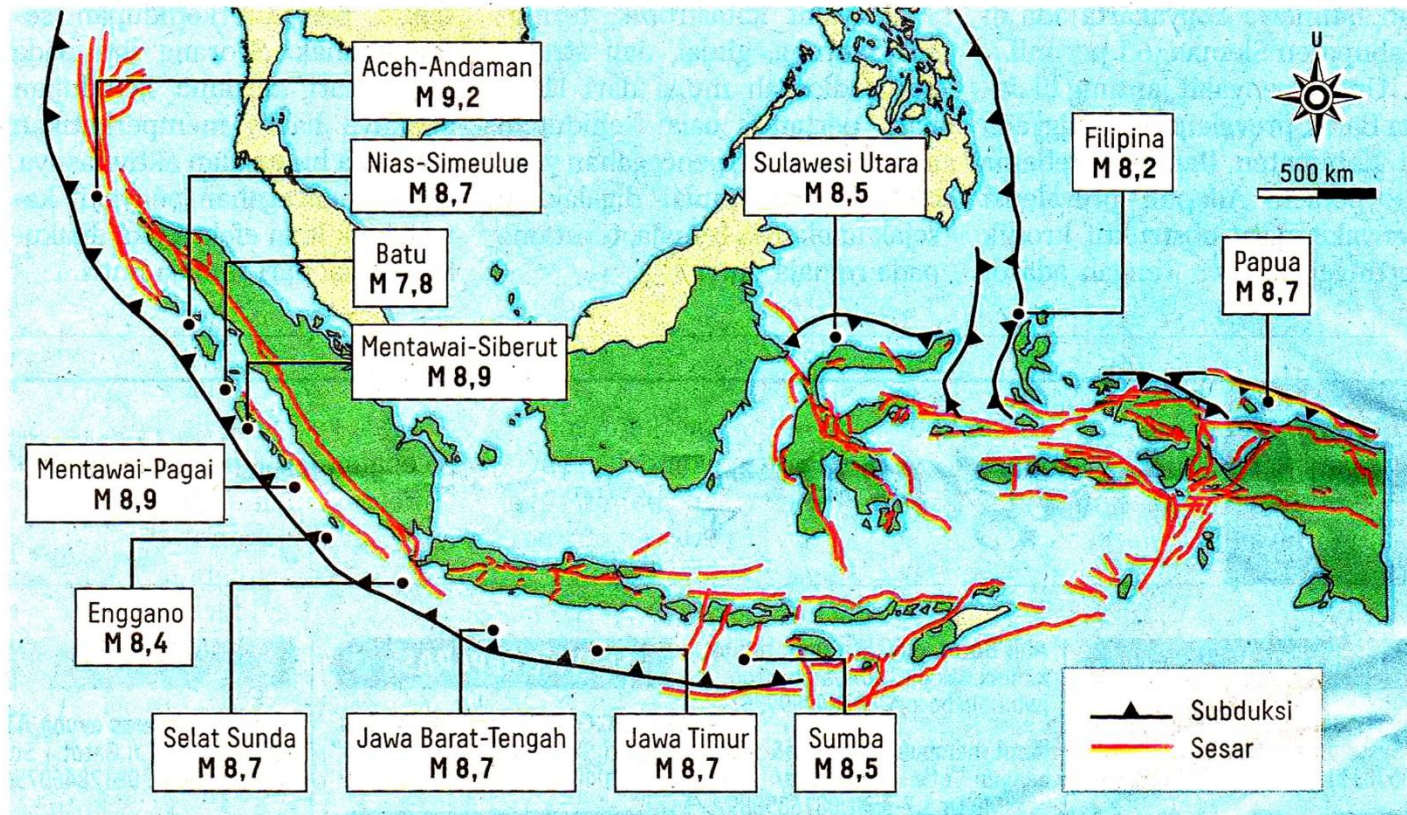 Aceh-Andaman
M 9,2
Nias-Simeulue
M 8,7
Batu
M 7,8
Mentawai-Siberut
M 8,9
Mentawai-Pagai
M 8,9
Enggano
M 8,4
Selat Sunda
M 8,7
Jawa Barat-Tengah
M 8,7
Jawa Timur
M 8,7
Sumba
M 8,5
Sulawesi Utara
M 8,5
Filipina
M 8,2
Papua
M 8,7
U
500 km
Subduksi
Sesar